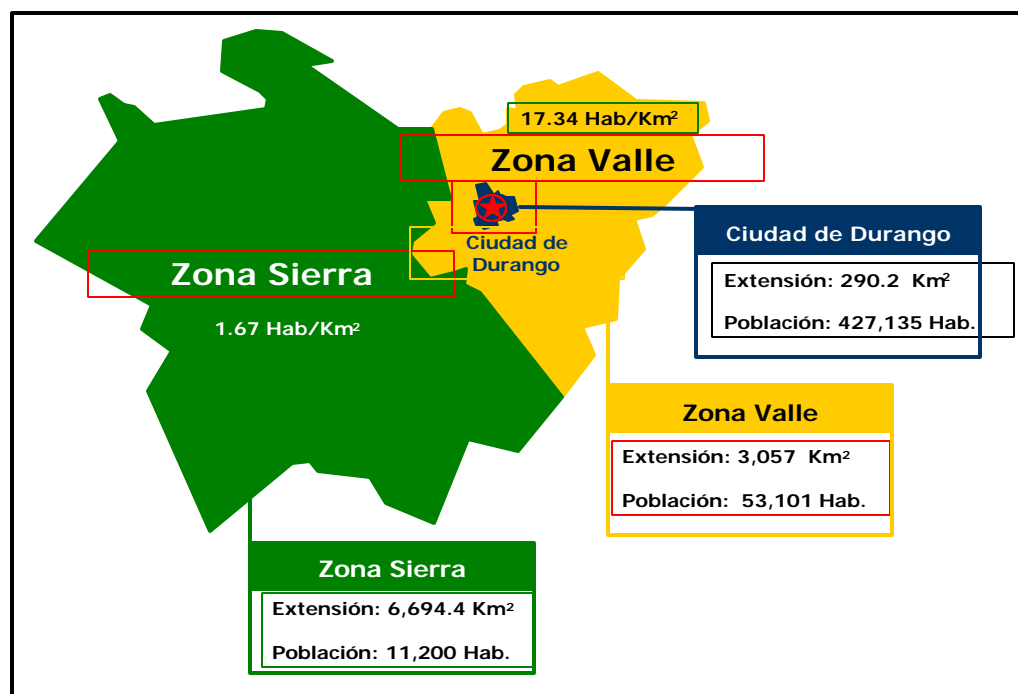 17.34 Hab/Km²
Zona Valle
Ciudad de
Durango
Zona Sierra
1.67 Hab/Km²
Ciudad de Durango
Extensión: 290.2 Km²
Población: 427,135 Hab.
Zona Valle
Extensión: 3,057 Km²
Población: 53,101 Hab.
Zona Sierra
Extensión: 6,694.4 Km²
Población: 11,200 Hab.